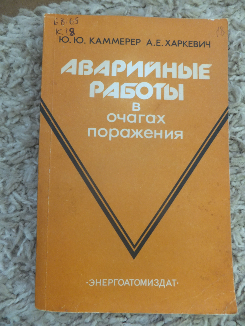 Ю.Ю. КАММЕРЕР А.Е. ХАРКЕВИЧ
АВАРИЙНЫЕ
РАБОТЫ
В
ОЧАГАХ
ПОРАЖЕНИЯ
·ЭНЕРГОАТОМИЗДАТ·